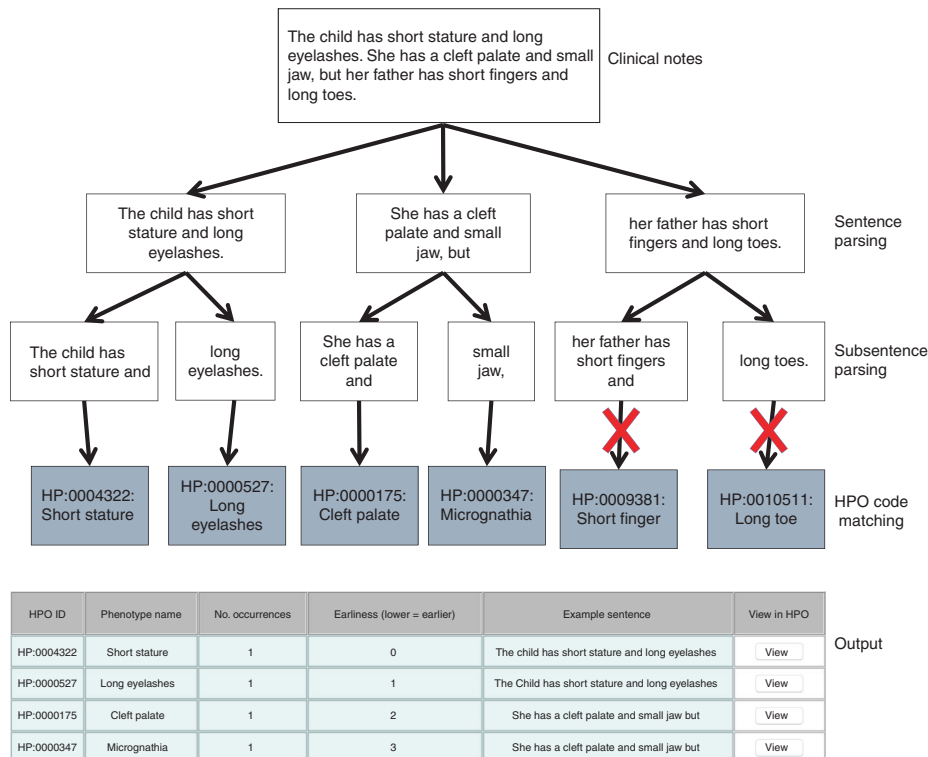 The child has short stature and long
eyelashes. She has a cleft palate and small
jaw, but her father has short fingers and
long toes.
Clinical notes
The child has short
stature and long
eyelashes.
She has a cleft
palate and small
jaw, but
her father has short
fingers and long toes.
Sentence
parsing
The child has
short stature and
long
eyelashes.
She has a
cleft palate
and
small
jaw,
her father has
short fingers
and
long toes.
Subsentence
parsing
HP:0004322:
Short stature
HP:0000527:
Long
eyelashes
HP:0000175:
Cleft palate
HP:0000347:
Micrognathia
HP:0009381:
Short finger
HP:0010511:
Long toe
HPO code
matching
HPO ID Phenotype name No. occurrences Earliness (lower = earlier) Example sentence View in HPO
HP:0004322 Short stature 1 0 The child has short stature and long eyelashes View
HP:0000527 Long eyelashes 1 1 The Child has short stature and long eyelashes View
HP:0000175 Cleft palate 1 2 She has a cleft palate and small jaw but View
HP:0000347 Micrognathia 1 3 She has a cleft palate and small jaw but View
Output